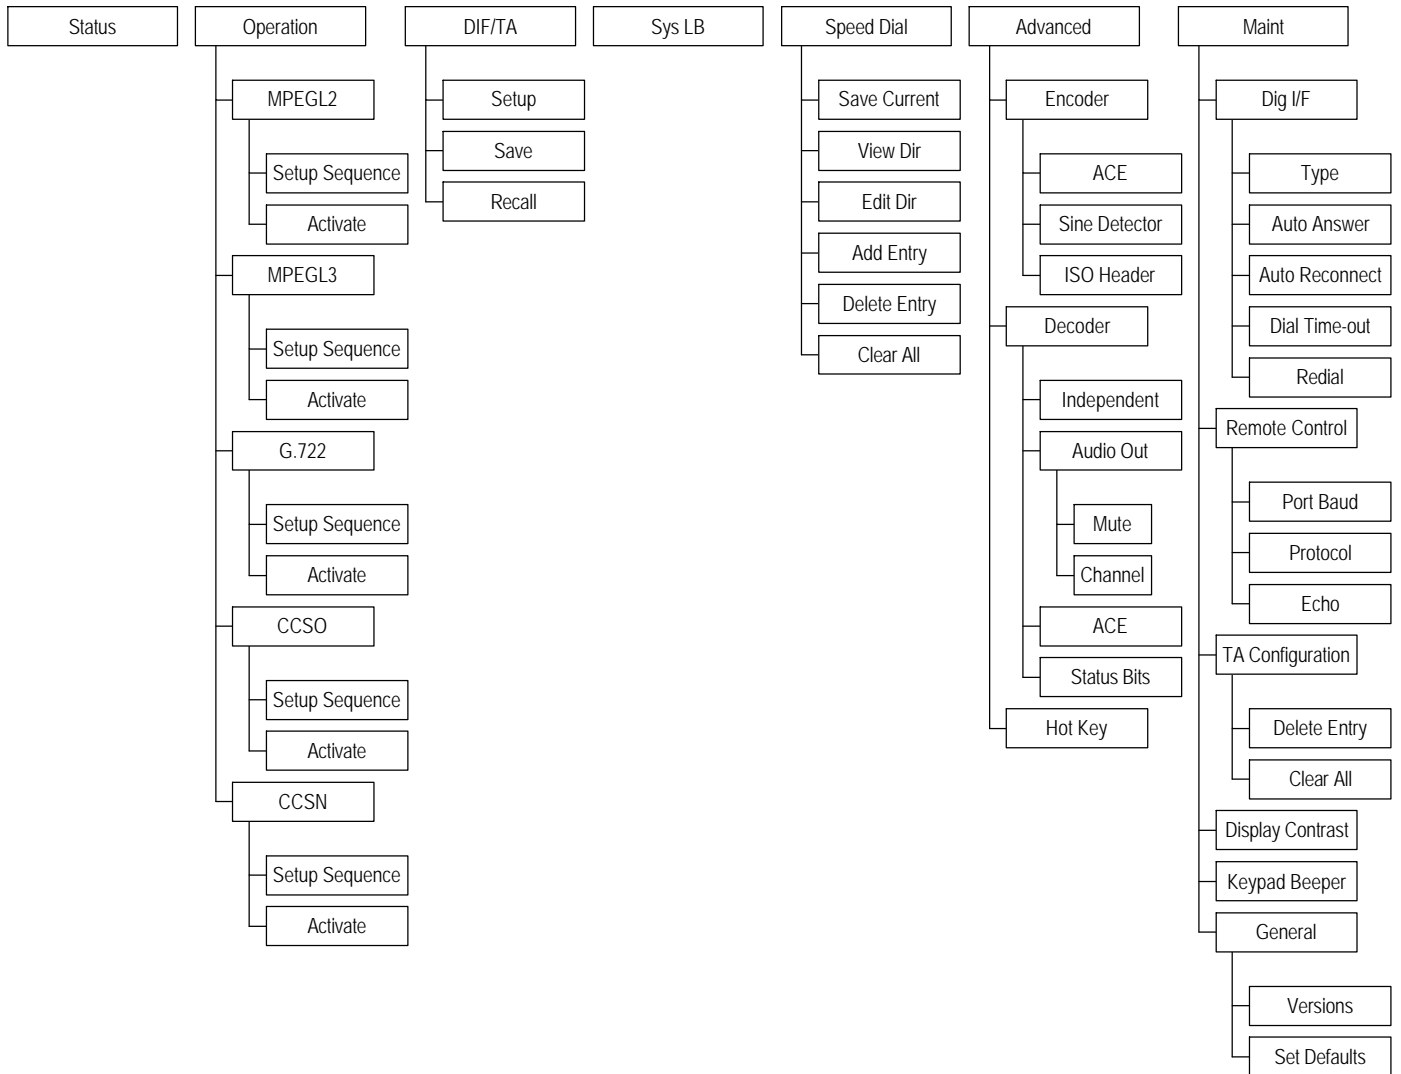 Status
Operation
MPEGL2
Setup Sequence
Activate
MPEGL3
Setup Sequence
Activate
G.722
Setup Sequence
Activate
CCSO
Setup Sequence
Activate
CCSN
Setup Sequence
Activate
DIF/TA
Setup
Save
Recall
Sys LB
Speed Dial
Save Current
View Dir
Edit Dir
Add Entry
Delete Entry
Clear All
Advanced
Encoder
ACE
Sine Detector
ISO Header
Decoder
Independent
Audio Out
Mute
Channel
ACE
Status Bits
Hot Key
Maint
Dig I/F
Type
Auto Answer
Auto Reconnect
Dial Time-out
Redial
Remote Control
Port Baud
Protocol
Echo
TA Configuration
Delete Entry
Clear All
Display Contrast
Keypad Beeper
General
Versions
Set Defaults